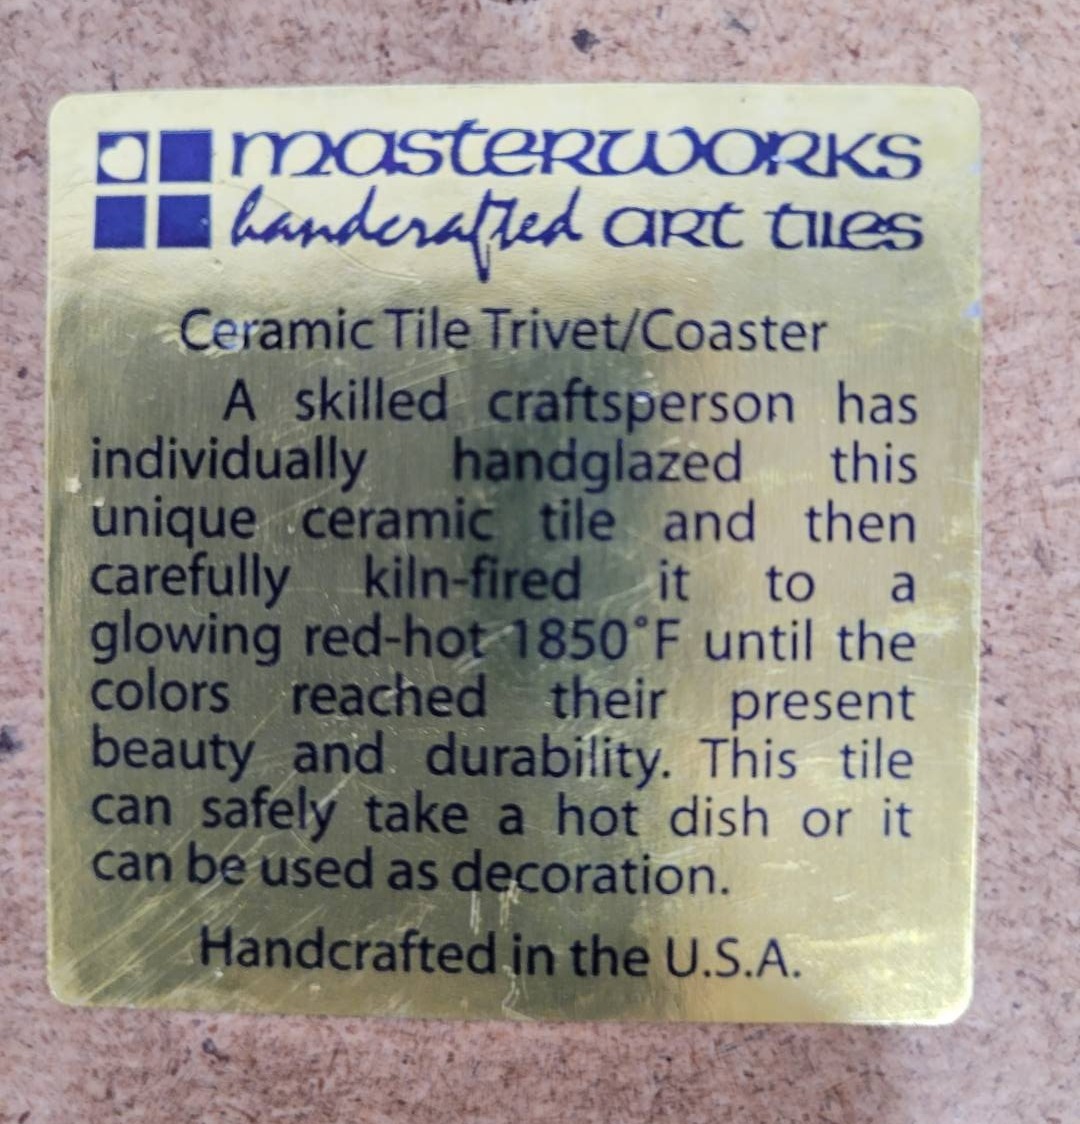 masterworks
handcrafted art tiles
Ceramic Tile Trivet/Coaster
A skilled craftsperson has
individually handglazed this
unique ceramic tile and then
carefully kiln-fired it to a
glowing red-hot 1850°F until the
colors reached their present
beauty and durability. This tile
can safely take a hot dish or it
can be used as decoration.
Handcrafted in the U.S.A.